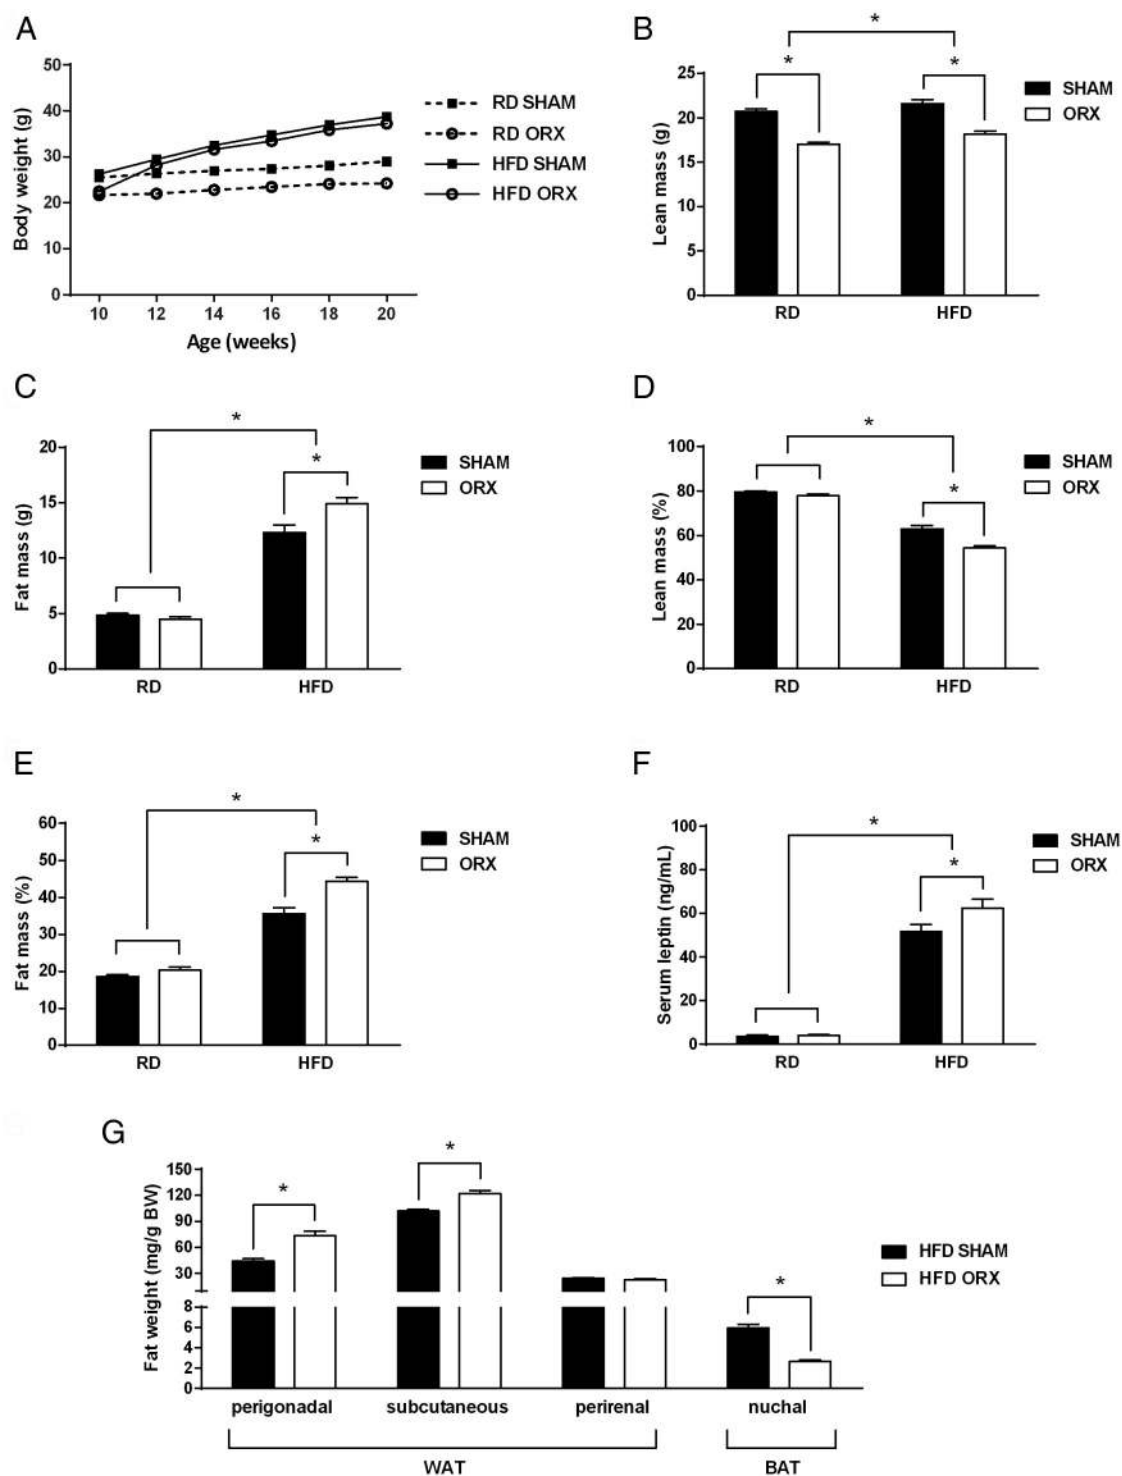 A
Body weight (g)
50
40
30
20
10
0
10 12 14 16 18 20
Age (weeks)
RD SHAM
RD ORX
HFD SHAM
HFD ORX
B
*
* *
Lean mass (g)
25
20
15
10
5
0
RD HFD
SHAM
ORX
C
*
*
Fat mass (g)
20
15
10
5
0
RD HFD
SHAM
ORX
D
*
*
Lean mass (%)
100
80
60
40
20
0
RD HFD
SHAM
ORX
E
*
*
Fat mass (%)
60
50
40
30
20
10
0
RD HFD
SHAM
ORX
F
*
*
Serum leptin (ng/mL)
100
80
60
40
20
0
RD HFD
SHAM
ORX
G
* * *
Fat weight (mg/g BW)
150
120
90
60
30
8
6
4
2
0
perigonadal subcutaneous perirenal nuchal
WAT BAT
HFD SHAM
HFD ORX